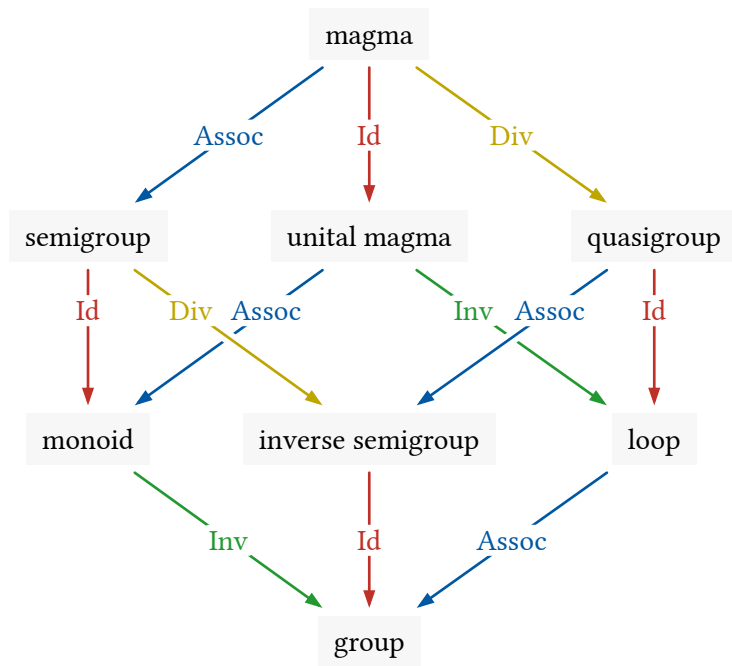 magma
Assoc
Id
Div
semigroup
unital magma
quasigroup
Id
Div
Assoc
Inv
Assoc
Id
monoid
inverse semigroup
loop
Inv
Id
Assoc
group